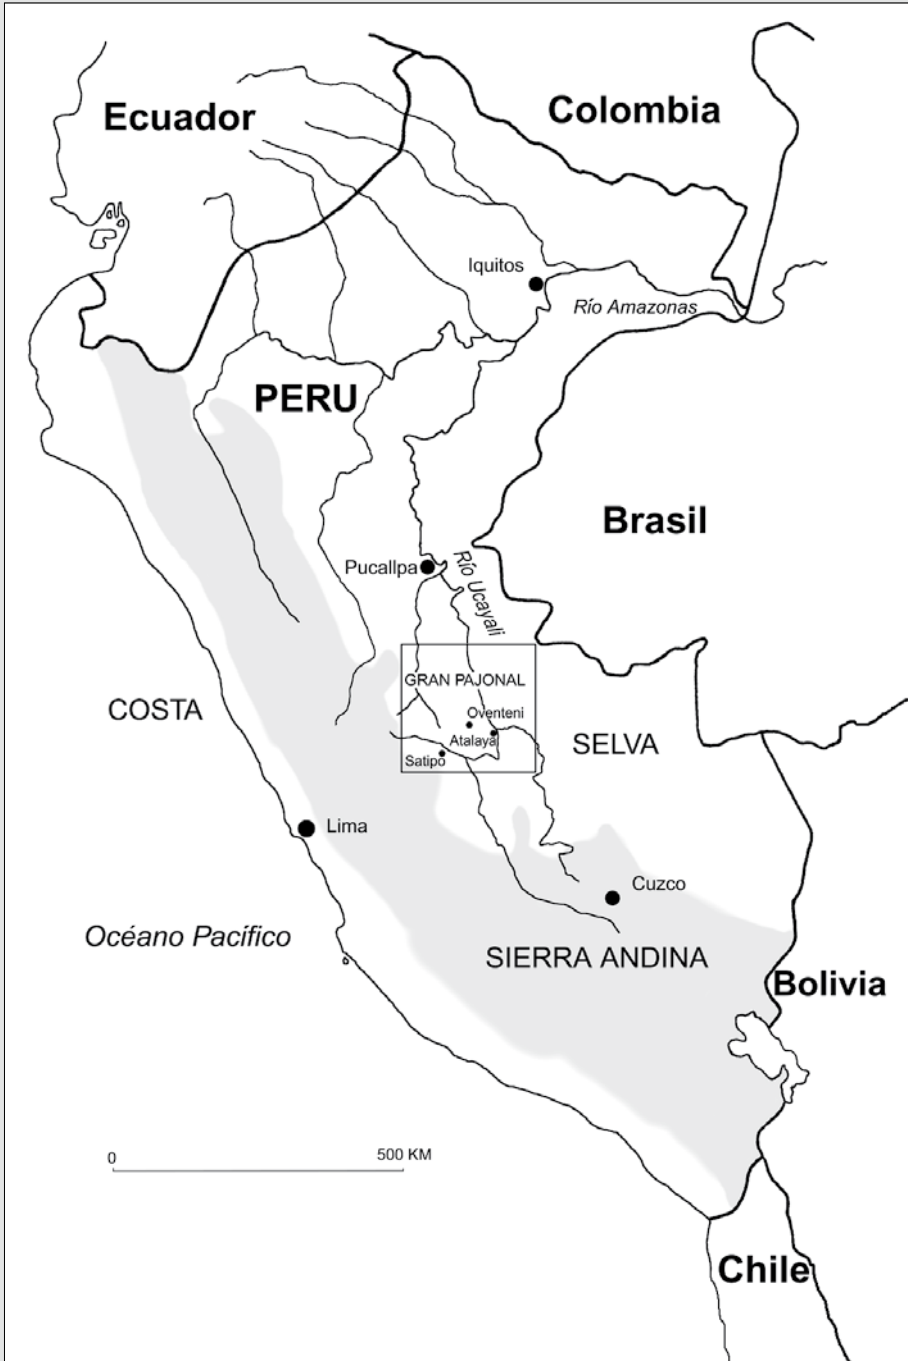 Ecuador
Colombia
Iquitos
Río Amazonas
PERU
Brasil
Pucallpa
Río Ucayali
GRAN PAJONAL
COSTA
Oventeni
Atalaya
SELVA
Satipo
Lima
Cuzco
Océano Pacífico
SIERRA ANDINA
Bolivia
0
500 KM
Chile